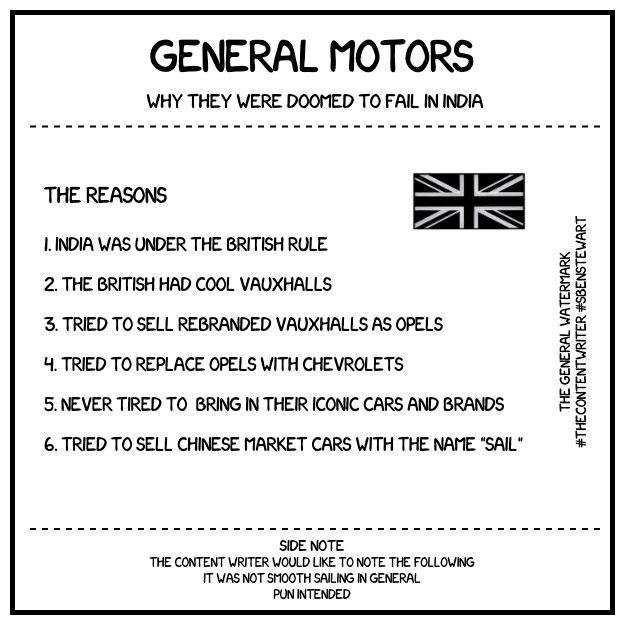 GENERAL MOTORS
WHY THEY WERE DOOMED TO FAIL IN INDIA
THE REASONS
1. INDIA WAS UNDER THE BRITISH RULE
2. THE BRITISH HAD COOL VAUXHALLS
3. TRIED TO SELL REBRANDED VAUXHALLS AS OPELS
4. TRIED TO REPLACE OPELS WITH CHEVROLETS
5. NEVER TIRED TO BRING IN THEIR ICONIC CARS AND BRANDS
6. TRIED TO SELL CHINESE MARKET CARS WITH THE NAME "SAIL"
THE GENERAL WATERMARK
#THECONTENTWRITER #SBENSTEWART
SIDE NOTE
THE CONTENT WRITER WOULD LIKE TO NOTE THE FOLLOWING
IT WAS NOT SMOOTH SAILING IN GENERAL
PUN INTENDED